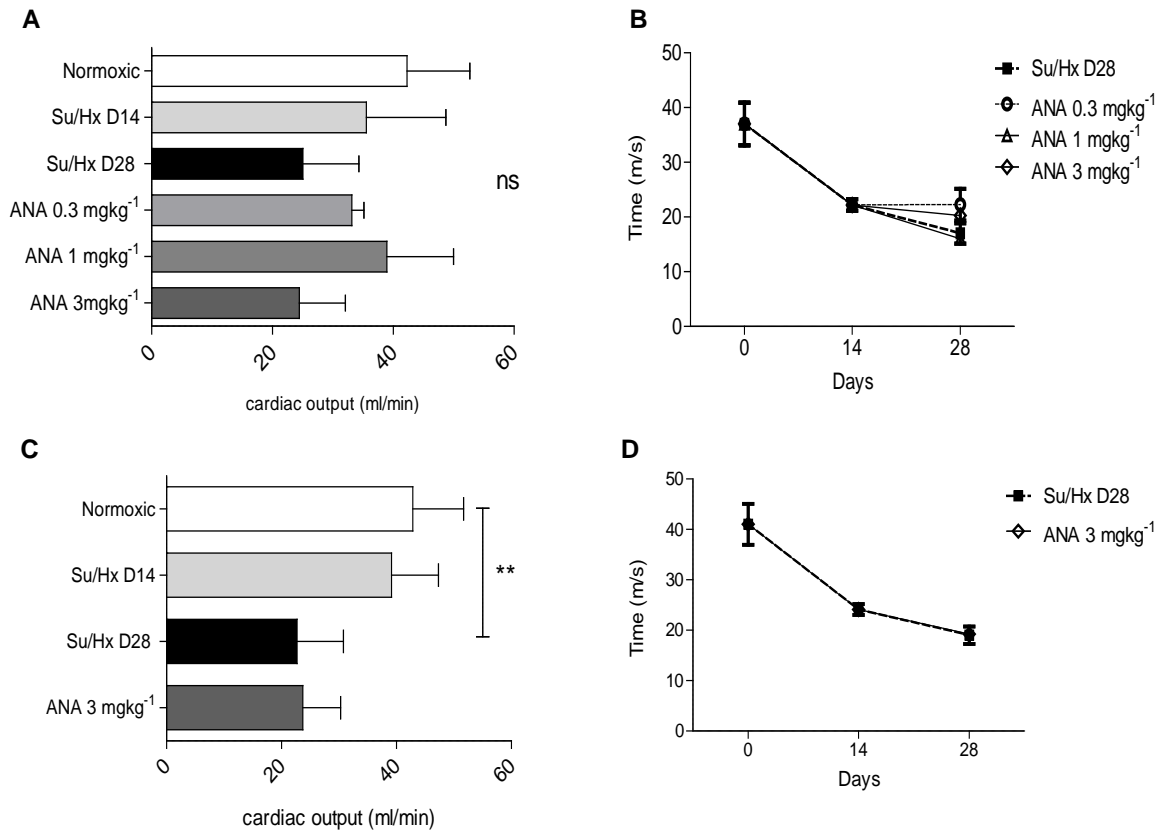 A
Normoxic
Su/Hx D14
Su/Hx D28
ANA 0.3 mgkg⁻¹
ANA 1 mgkg⁻¹
ANA 3mgkg⁻¹
ns
0 20 40 60
cardiac output (ml/min)
B
50
40
30
20
10
0
Time (m/s)
0 14 28
Days
Su/Hx D28
ANA 0.3 mgkg⁻¹
ANA 1 mgkg⁻¹
ANA 3 mgkg⁻¹
C
Normoxic
Su/Hx D14
Su/Hx D28
ANA 3 mgkg⁻¹
**
0 20 40 60
cardiac output (ml/min)
D
50
40
30
20
10
0
Time (m/s)
0 14 28
Days
Su/Hx D28
ANA 3 mgkg⁻¹